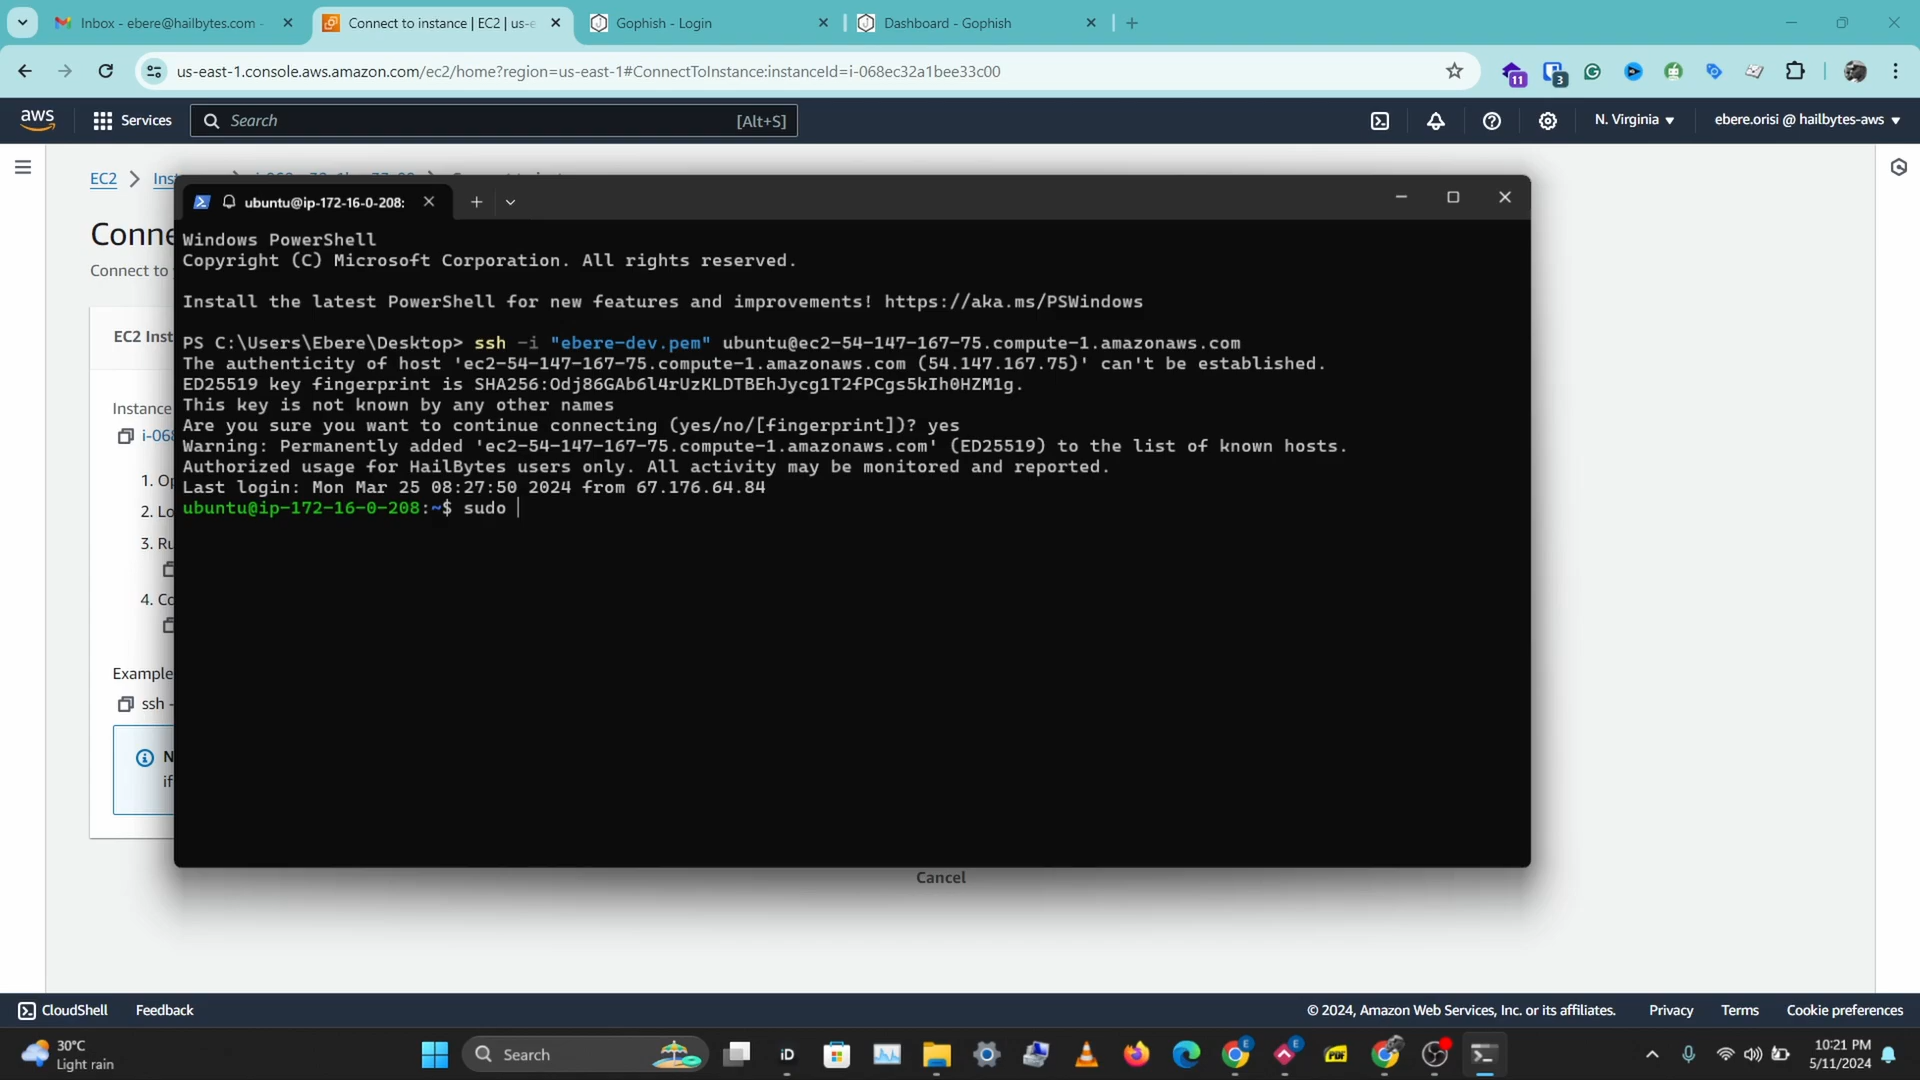 Inbox - ebere@hailbytes.com -
Connect to instance | EC2 | us-e
Gophish - Login
Dashboard - Gophish
us-east-1.console.aws.amazon.com/ec2/home?region=us-east-1#ConnectToInstance:instanceId=i-068ec32a1bee33c00
11
3
aws
Services
Search
[Alt+S]
N. Virginia
ebere.orisi @ hailbytes-aws
EC2
Inst
Conne
Connect to
EC2 Inst
Instance
i-068
1. Op
2. Lo
3. Ru
4. Co
Example
ssh -
N
if
ubuntu@ip-172-16-0-208:
Windows PowerShell
Copyright (C) Microsoft Corporation. All rights reserved.
Install the latest PowerShell for new features and improvements! https://aka.ms/PSWindows
PS C:\Users\Ebere\Desktop> ssh -i "ebere-dev.pem" ubuntu@ec2-54-147-167-75.compute-1.amazonaws.com
The authenticity of host 'ec2-54-147-167-75.compute-1.amazonaws.com (54.147.167.75)' can't be established.
ED25519 key fingerprint is SHA256:Odj86GAb6l4rUzKLDTBEhJycg1T2fPCgs5kIh0HZM1g.
This key is not known by any other names
Are you sure you want to continue connecting (yes/no/[fingerprint])? yes
Warning: Permanently added 'ec2-54-147-167-75.compute-1.amazonaws.com' (ED25519) to the list of known hosts.
Authorized usage for HailBytes users only. All activity may be monitored and reported.
Last login: Mon Mar 25 08:27:50 2024 from 67.176.64.84
ubuntu@ip-172-16-0-208:~$ sudo
Cancel
CloudShell
Feedback
© 2024, Amazon Web Services, Inc. or its affiliates.
Privacy
Terms
Cookie preferences
30°C
Light rain
Search
iD
E
E
PDF
10:21 PM
5/11/2024